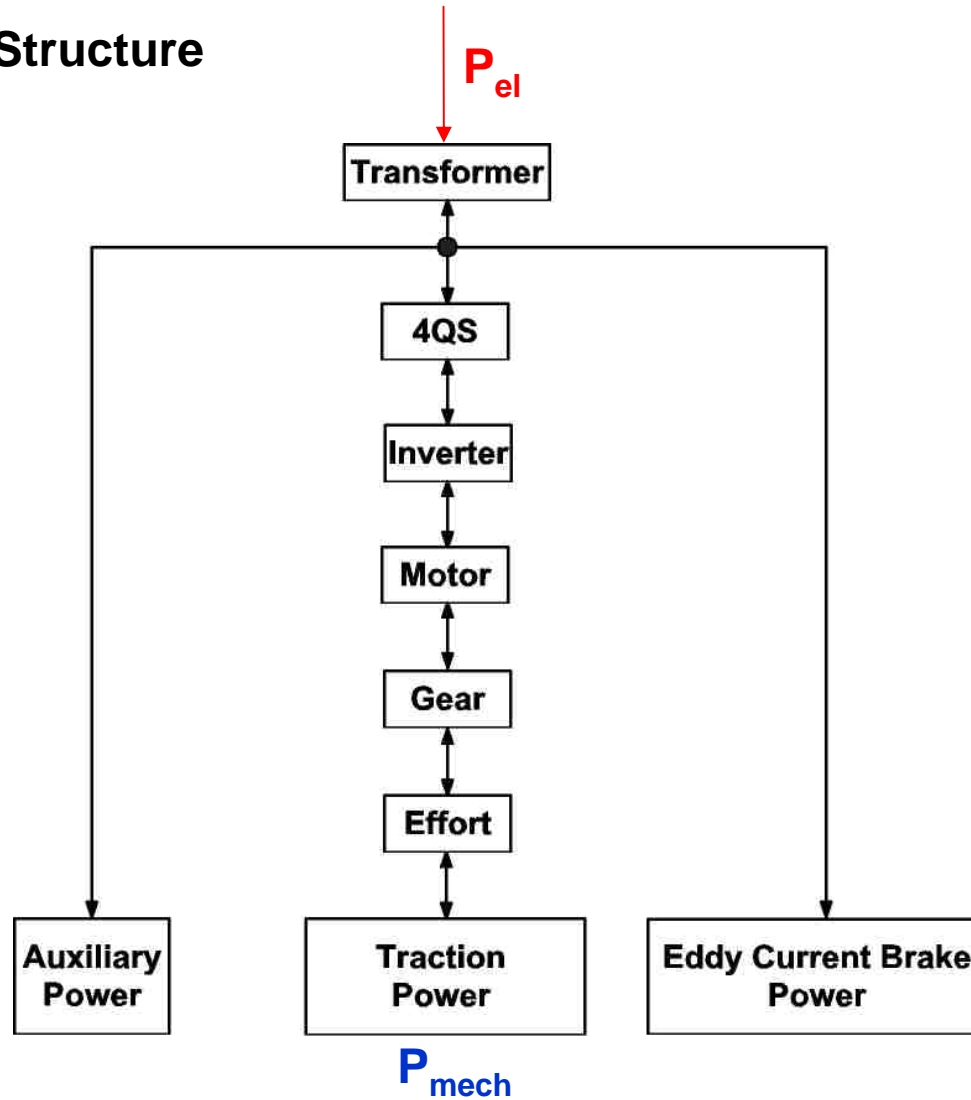 Structure
P_el
Transformer
4QS
Inverter
Motor
Gear
Effort
Auxiliary
Power
Traction
Power
Eddy Current Brake
Power
P_mech